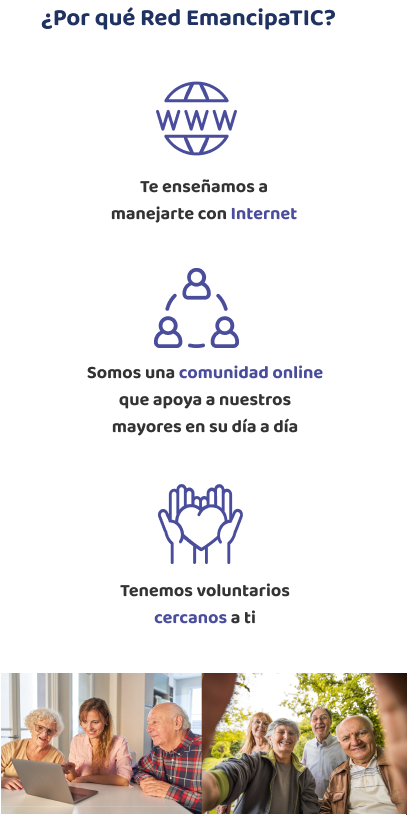 ¿Por qué Red EmancipaTIC?
WWW
Te enseñamos a
manejarte con Internet
Somos una comunidad online
que apoya a nuestros
mayores en su día a día
Tenemos voluntarios
cercanos a ti